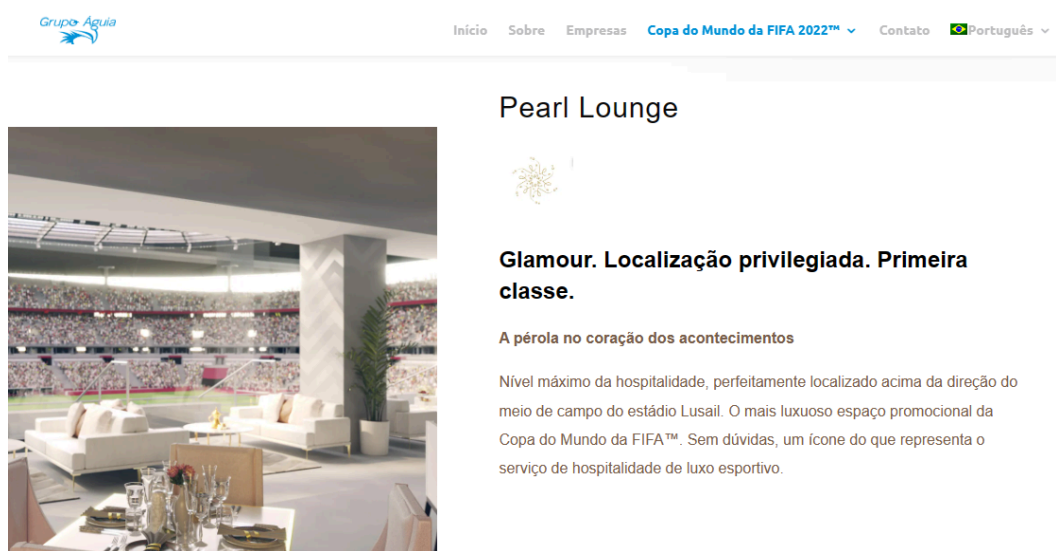 Grupo Águia
Início Sobre Empresas Copa do Mundo da FIFA 2022™ Contato Português
Pearl Lounge
Glamour. Localização privilegiada. Primeira
classe.
A pérola no coração dos acontecimentos
Nível máximo da hospitalidade, perfeitamente localizado acima da direção do
meio de campo do estádio Lusail. O mais luxuoso espaço promocional da
Copa do Mundo da FIFA™. Sem dúvidas, um ícone do que representa o
serviço de hospitalidade de luxo esportivo.